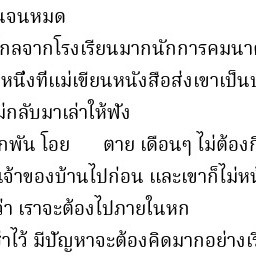 นจนหมด
กลจากโรงเรียนมากนักการคมนาค
หนึ่งที่แม่เขียนหนังสือส่งเขาเป็น
กลับมาเล่าให้ฟัง
กพัน โอย ตาย เดือนๆ ไม่ต้องกิ
เจ้าของบ้านไปก่อน และเขาก็ไม่หนั
ว่า เราจะต้องไปภายในหก
ำไว้ มีปัญหาจะต้องคิดมากอย่างเรื